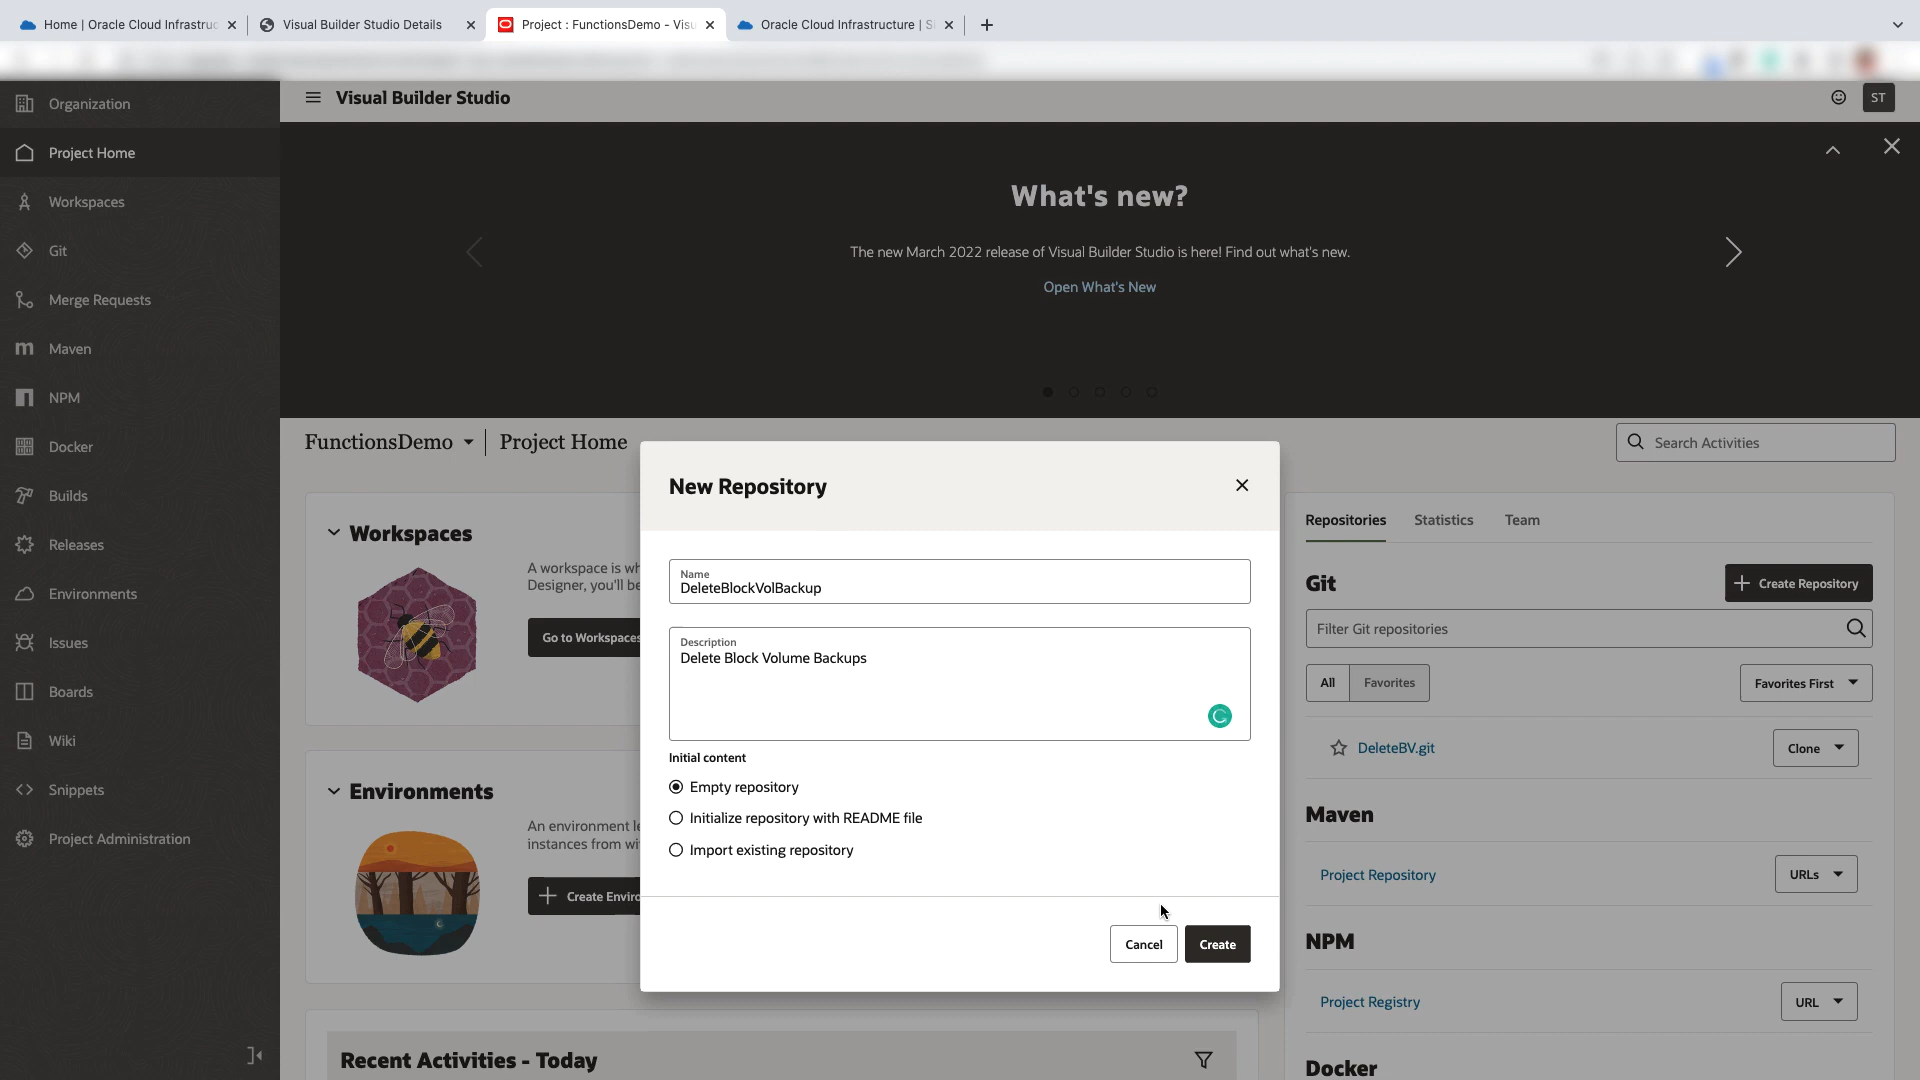 Home | Oracle Cloud Infrastruc
Visual Builder Studio Details
Project : FunctionsDemo - Visu
Oracle Cloud Infrastructure | Si
Organization
Project Home
Workspaces
Git
Merge Requests
Maven
NPM
Docker
Builds
Releases
Environments
Issues
Boards
Wiki
Snippets
Project Administration
Visual Builder Studio
ST
What's new?
The new March 2022 release of Visual Builder Studio is here! Find out what's new.
Open What's New
FunctionsDemo
Project Home
Search Activities
Workspaces
A workspace is wh
Designer, you'll be
Go to Workspaces
Environments
An environment le
instances from wi
Create Enviro
Recent Activities - Today
New Repository
Name
DeleteBlockVolBackup
Description
Delete Block Volume Backups
Initial content
Empty repository
Initialize repository with README file
Import existing repository
Cancel
Create
Repositories
Statistics
Team
Git
Create Repository
Filter Git repositories
All
Favorites
Favorites First
DeleteBV.git
Clone
Maven
Project Repository
URLs
NPM
Project Registry
URL
Docker